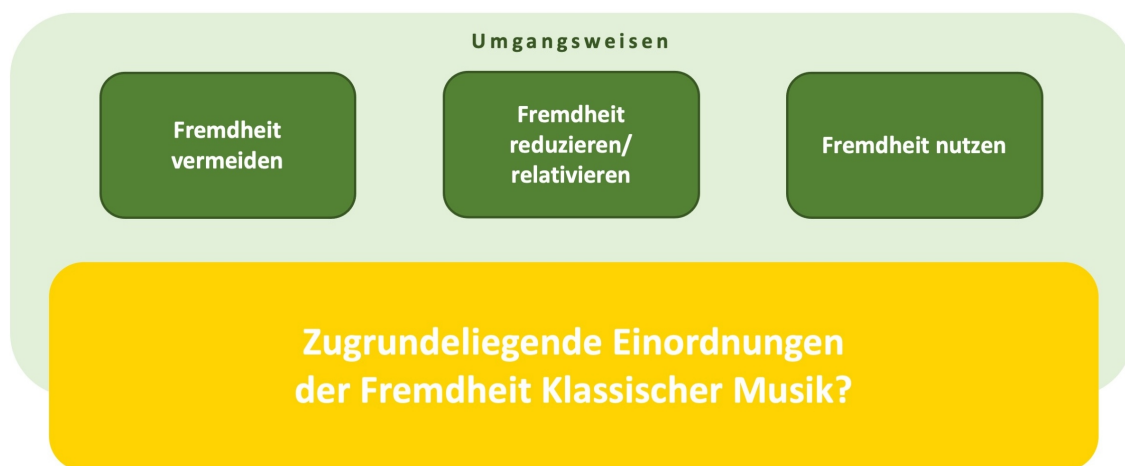 Umgangsweisen
Fremdheit
vermeiden
Fremdheit
reduzieren/
relativieren
Fremdheit nutzen
Zugrundeliegende Einordnungen
der Fremdheit Klassischer Musik?